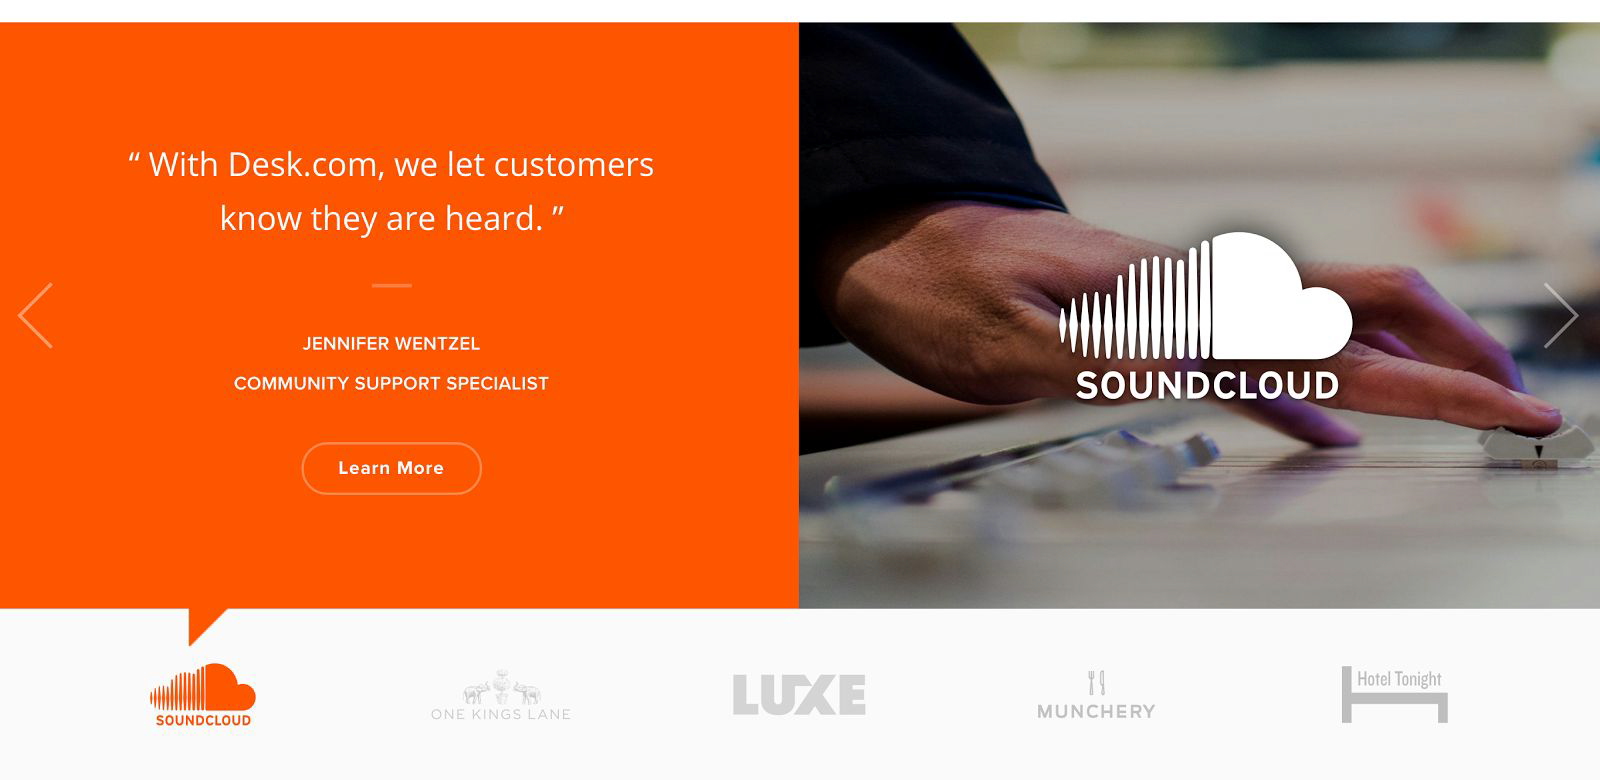 “ With Desk.com, we let customers
know they are heard. ”
JENNIFER WENTZEL
COMMUNITY SUPPORT SPECIALIST
Learn More
SOUNDCLOUD
SOUNDCLOUD
ONE KINGS LANE
LUXE
MUNCHERY
Hotel Tonight